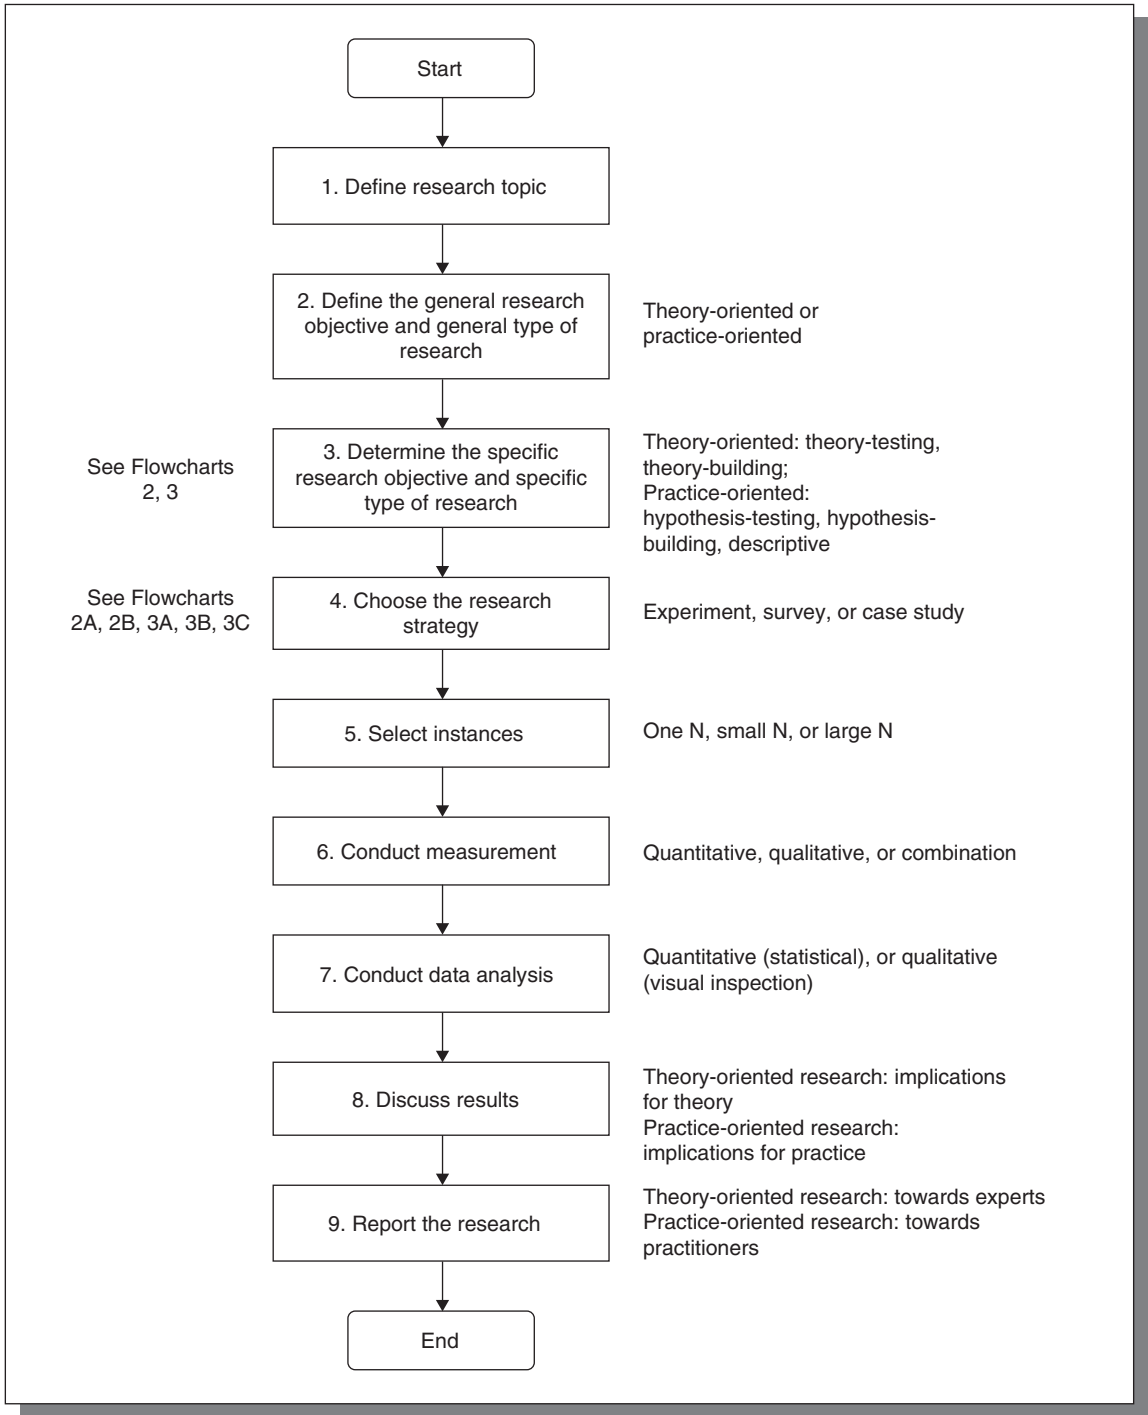 Start
1. Define research topic
2. Define the general research
objective and general type of
research
Theory-oriented or
practice-oriented
See Flowcharts
2, 3
3. Determine the specific
research objective and specific
type of research
Theory-oriented: theory-testing,
theory-building;
Practice-oriented:
hypothesis-testing, hypothesis-
building, descriptive
See Flowcharts
2A, 2B, 3A, 3B, 3C
4. Choose the research
strategy
Experiment, survey, or case study
5. Select instances
One N, small N, or large N
6. Conduct measurement
Quantitative, qualitative, or combination
7. Conduct data analysis
Quantitative (statistical), or qualitative
(visual inspection)
8. Discuss results
Theory-oriented research: implications
for theory
Practice-oriented research:
implications for practice
9. Report the research
Theory-oriented research: towards experts
Practice-oriented research: towards
practitioners
End